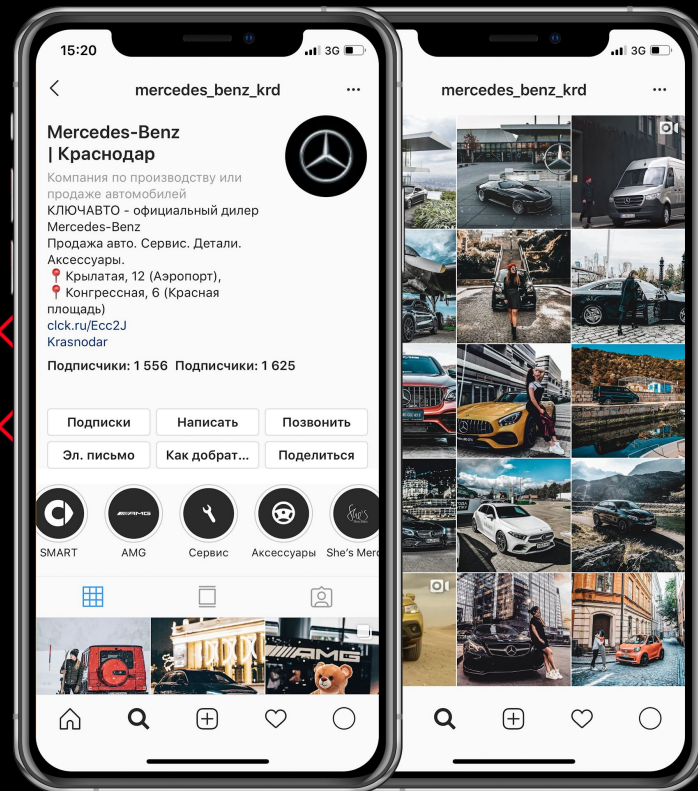 15:20
3G
mercedes_benz_krd
Mercedes-Benz
| Краснодар
Компания по производству или
продаже автомобилей
КЛЮЧАВТО - официальный дилер
Mercedes-Benz
Продажа авто. Сервис. Детали.
Аксессуары.
📍 Крылатая, 12 (Аэропорт),
📍 Конгрессная, 6 (Красная
площадь)
clck.ru/Ecc2J
Krasnodar
Подписчики: 1 556 Подписчики: 1 625
Подписки Написать Позвонить
Эл. письмо Как добрат... Поделиться
AMG
She's
SMART AMG Сервис Аксессуары She's Merc
AMG
3G
mercedes_benz_krd